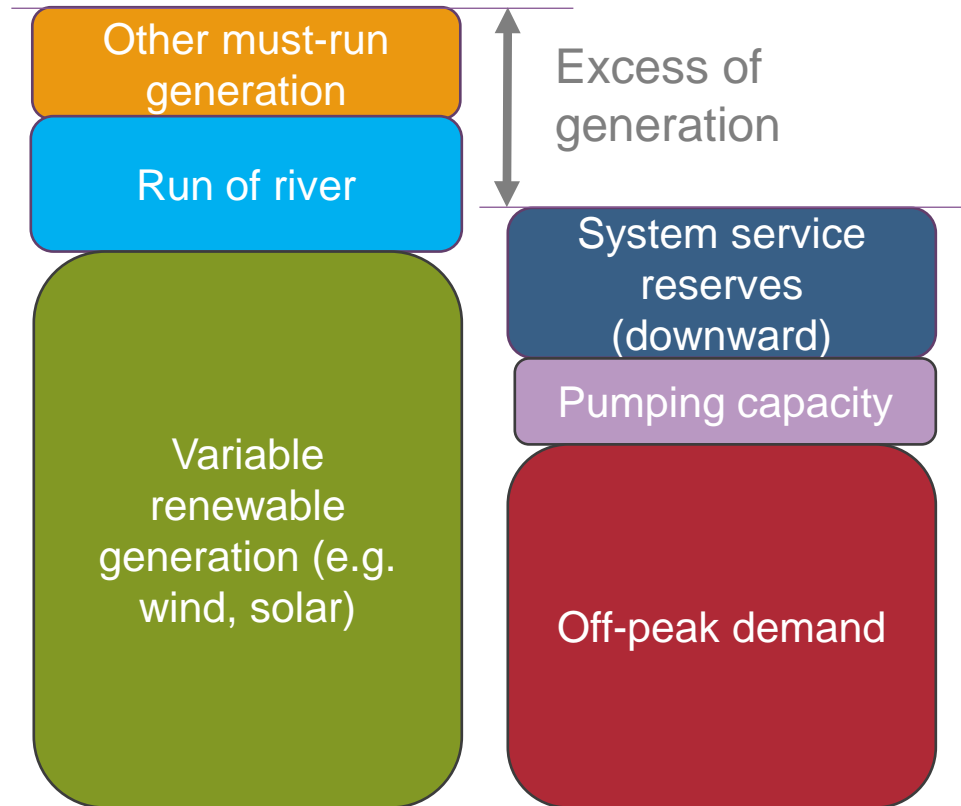 Other must-run
generation
Run of river
Variable
renewable
generation (e.g.
wind, solar)
Excess of
generation
System service
reserves
(downward)
Pumping capacity
Off-peak demand